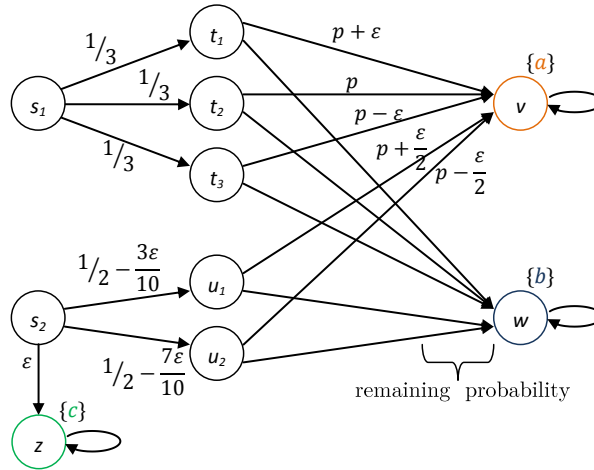 t₁
p + ε
{a}
1/3
p
1/3
s₁
t₂
v
p − ε
1/3
p + ε/2
t₃
p − ε/2
1/2 − 3ε/10
{b}
u₁
s₂
w
u₂
ε
1/2 − 7ε/10
remaining probability
{c}
z